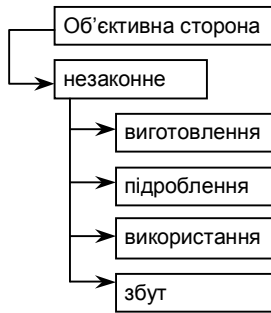 Об’єктивна сторона
незаконне
виготовлення
підроблення
використання
збут